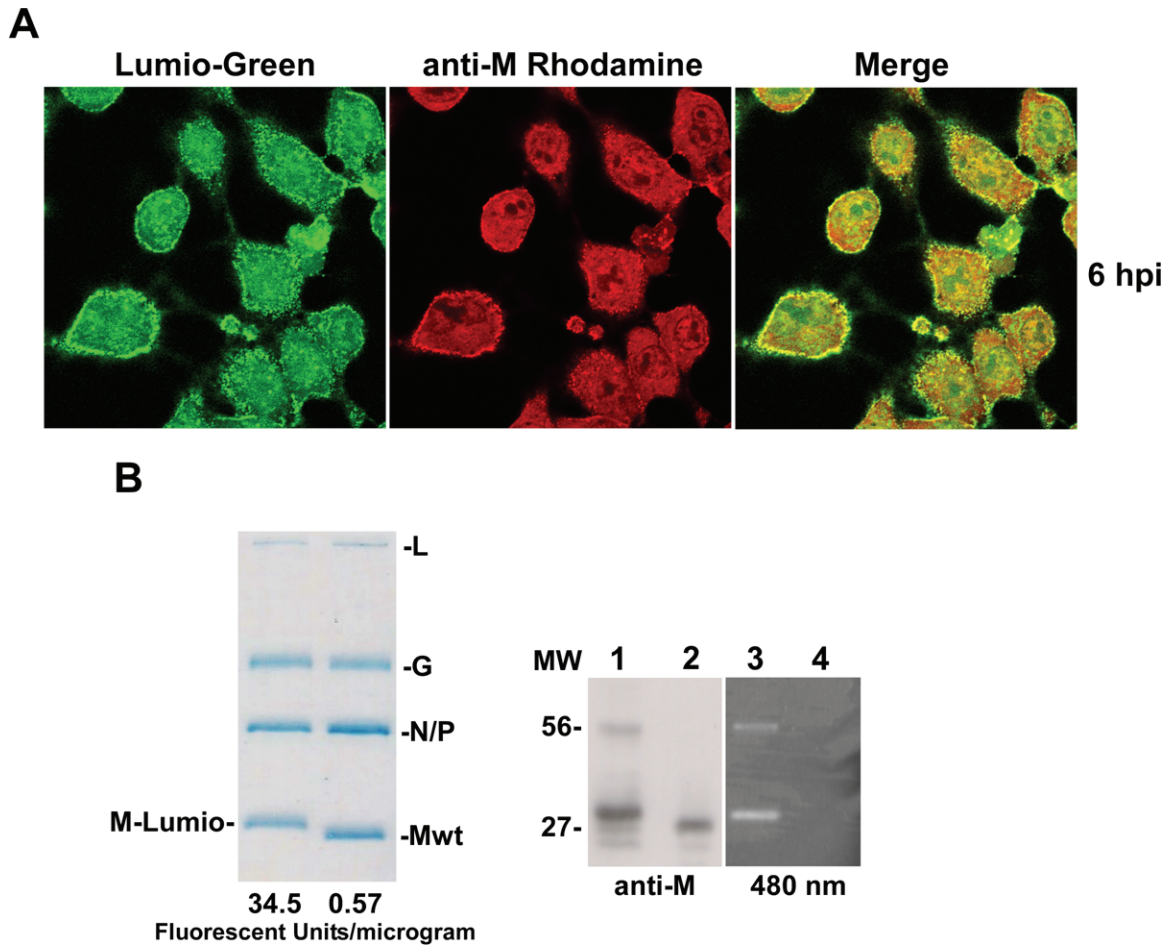 A
Lumio-Green anti-M Rhodamine Merge
6 hpi
B
-L
-G
-N/P
M-Lumio-
-Mwt
34.5 0.57
Fluorescent Units/microgram
MW 1 2 3 4
56-
27-
anti-M 480 nm